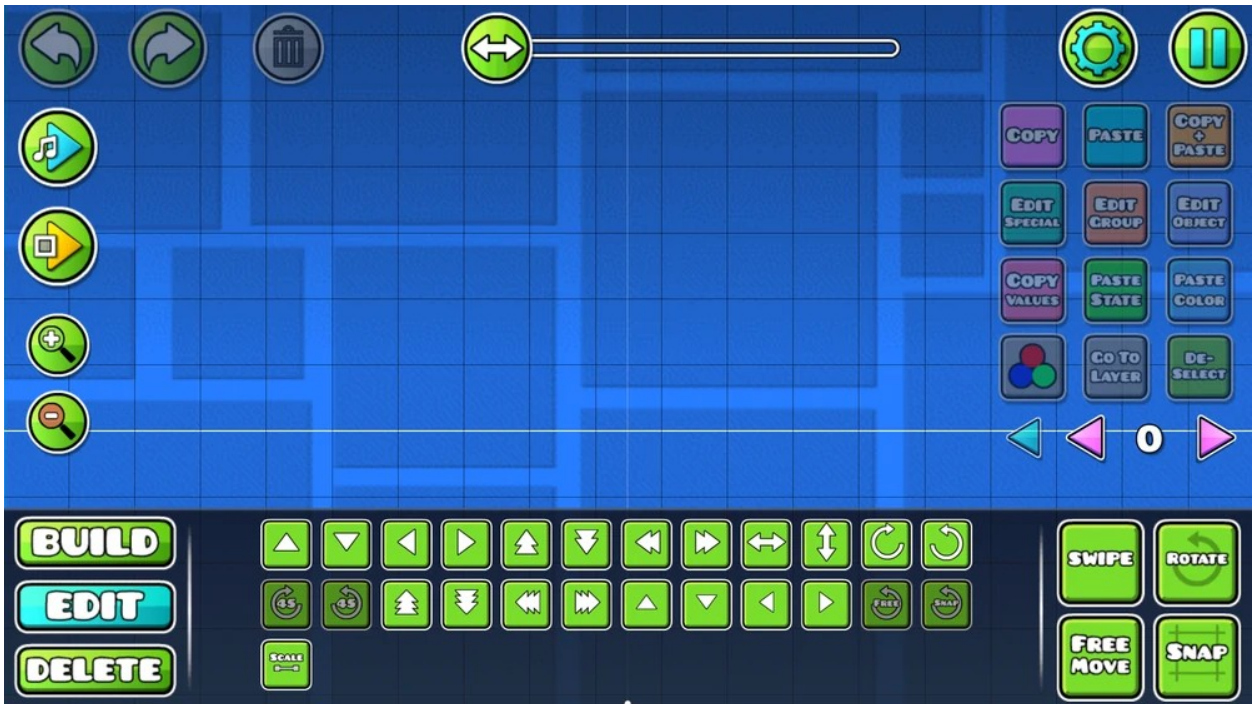 COPY
PASTE
COPY
+
PASTE
EDIT
SPECIAL
EDIT
GROUP
EDIT
OBJECT
COPY
VALUES
PASTE
STATE
PASTE
COLOR
GO TO
LAYER
DE-
SELECT
0
BUILD
EDIT
DELETE
45
45
FREE
SNAP
SCALE
SWIPE
ROTATE
FREE
MOVE
SNAP